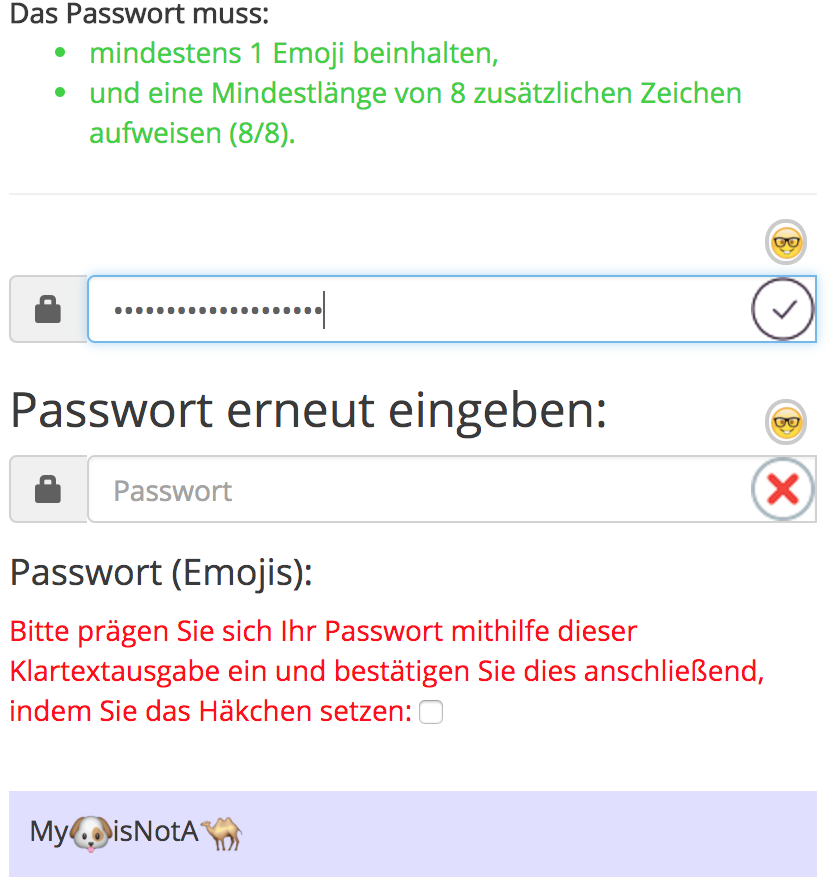 Das Passwort muss:
• mindestens 1 Emoji beinhalten,
• und eine Mindestlänge von 8 zusätzlichen Zeichen
aufweisen (8/8).
••••••••••••••••••••
Passwort erneut eingeben:
Passwort
Passwort (Emojis):
Bitte prägen Sie sich Ihr Passwort mithilfe dieser
Klartextausgabe ein und bestätigen Sie dies anschließend,
indem Sie das Häkchen setzen:
My🐶isNotA🐫